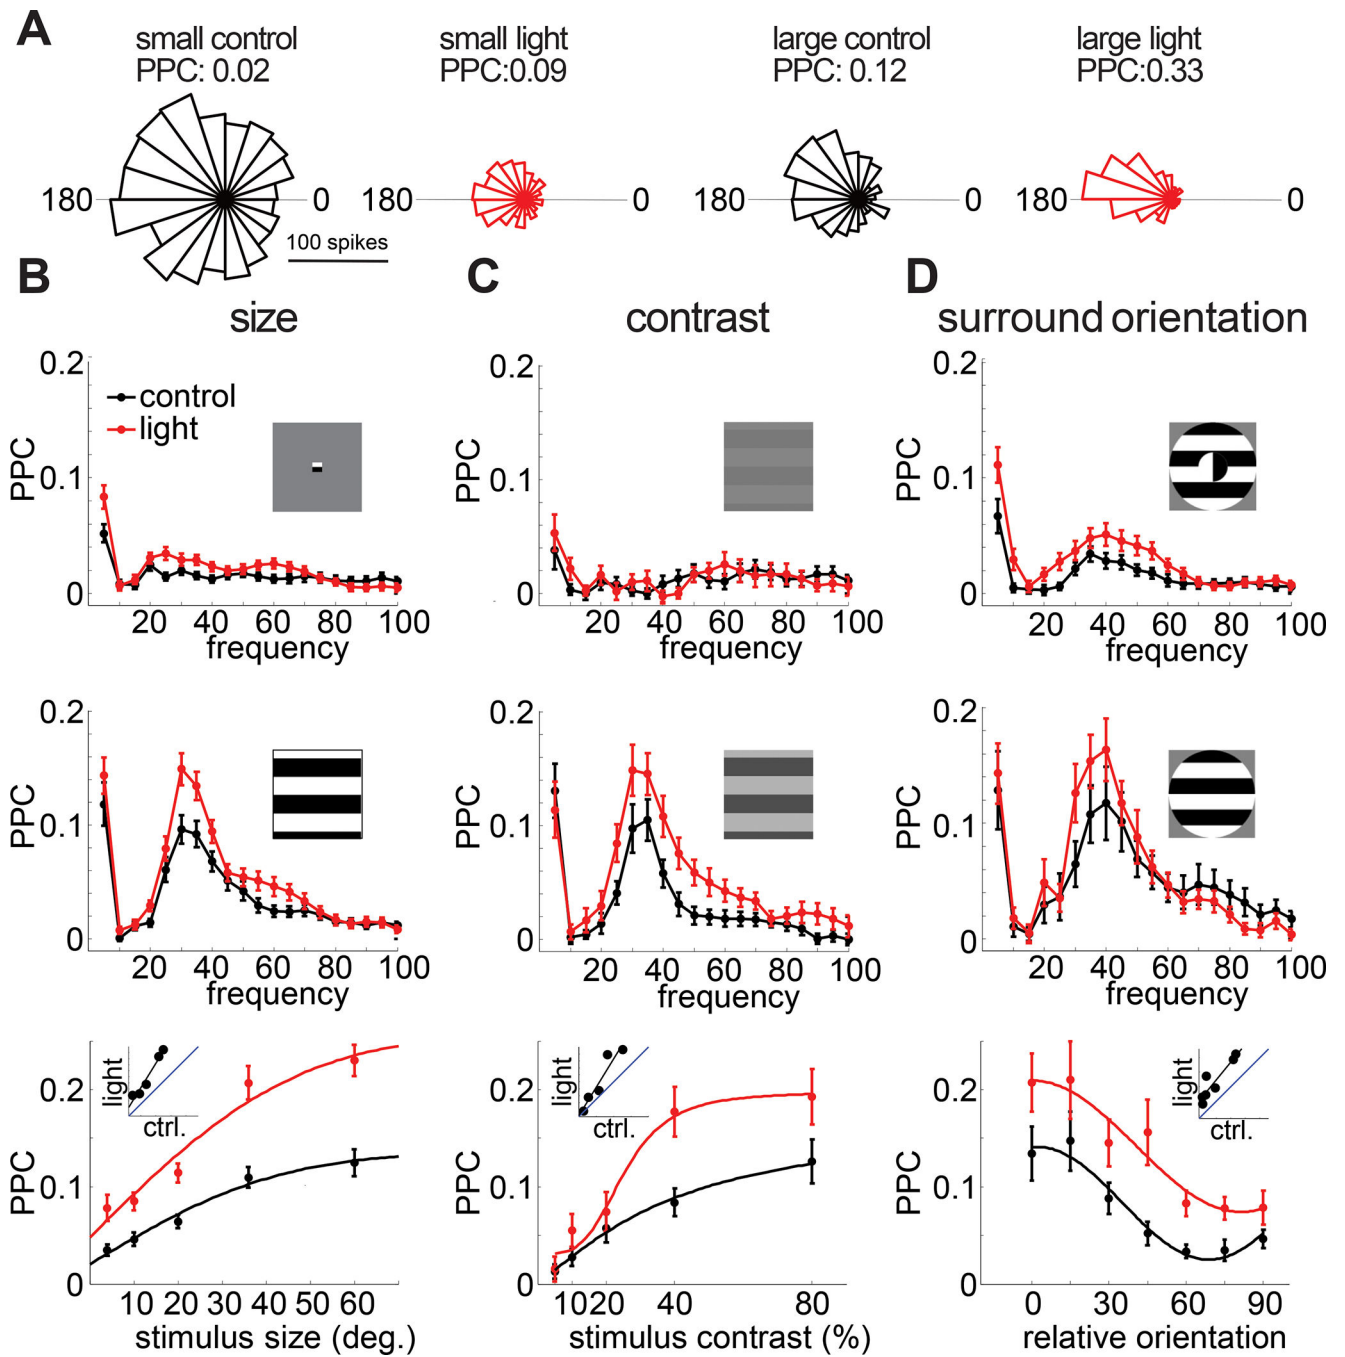 A
small control
PPC: 0.02
small light
PPC:0.09
large control
PPC: 0.12
large light
PPC:0.33
180
0
180
0
180
0
180
0
100 spikes
B
size
C
contrast
D
surround orientation
0.2
0.1
0
PPC
control
light
20 40 60 80 100
frequency
0.2
0.1
0
PPC
20 40 60 80 100
frequency
0.2
0.1
0
PPC
20 40 60 80 100
frequency
0.2
0.1
0
PPC
20 40 60 80 100
frequency
0.2
0.1
0
PPC
20 40 60 80 100
frequency
0.2
0.1
0
PPC
20 40 60 80 100
frequency
0.2
0.1
0
PPC
light
ctrl.
10 20 30 40 50 60
stimulus size (deg.)
0.2
0.1
0
PPC
light
ctrl.
10 20 40 80
stimulus contrast (%)
0.2
0.1
0
PPC
light
ctrl.
0 30 60 90
relative orientation